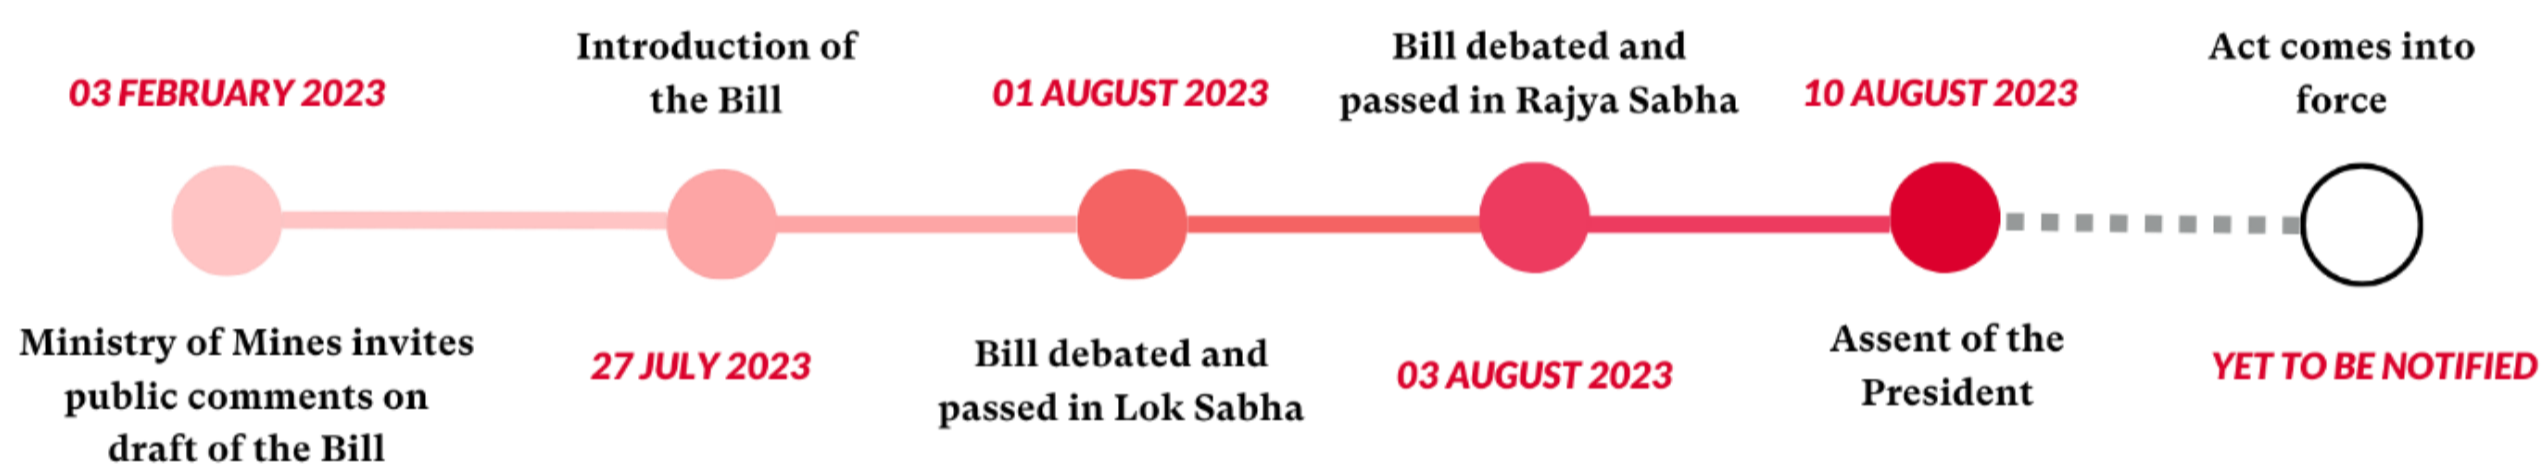 03 FEBRUARY 2023
Ministry of Mines invites
public comments on
draft of the Bill
Introduction of
the Bill
27 JULY 2023
01 AUGUST 2023
Bill debated and
passed in Lok Sabha
Bill debated and
passed in Rajya Sabha
03 AUGUST 2023
10 AUGUST 2023
Assent of the
President
Act comes into
force
YET TO BE NOTIFIED